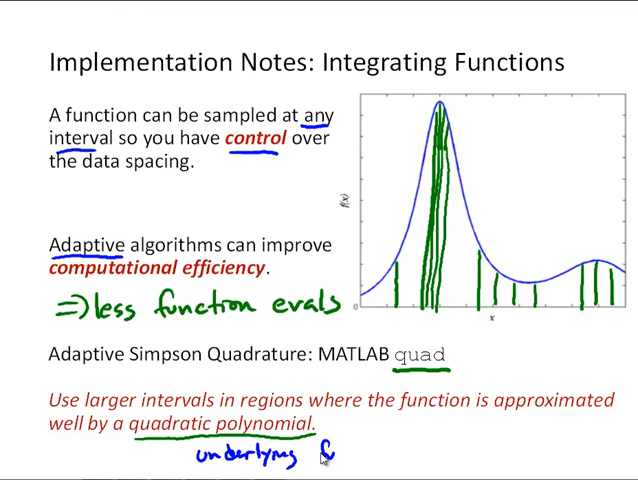 Implementation Notes: Integrating Functions
A function can be sampled at any
interval so you have control over
the data spacing.
f(x)
Adaptive algorithms can improve
computational efficiency.
0
x
=> less function evals
Adaptive Simpson Quadrature: MATLAB quad
Use larger intervals in regions where the function is approximated
well by a quadratic polynomial.
underlying